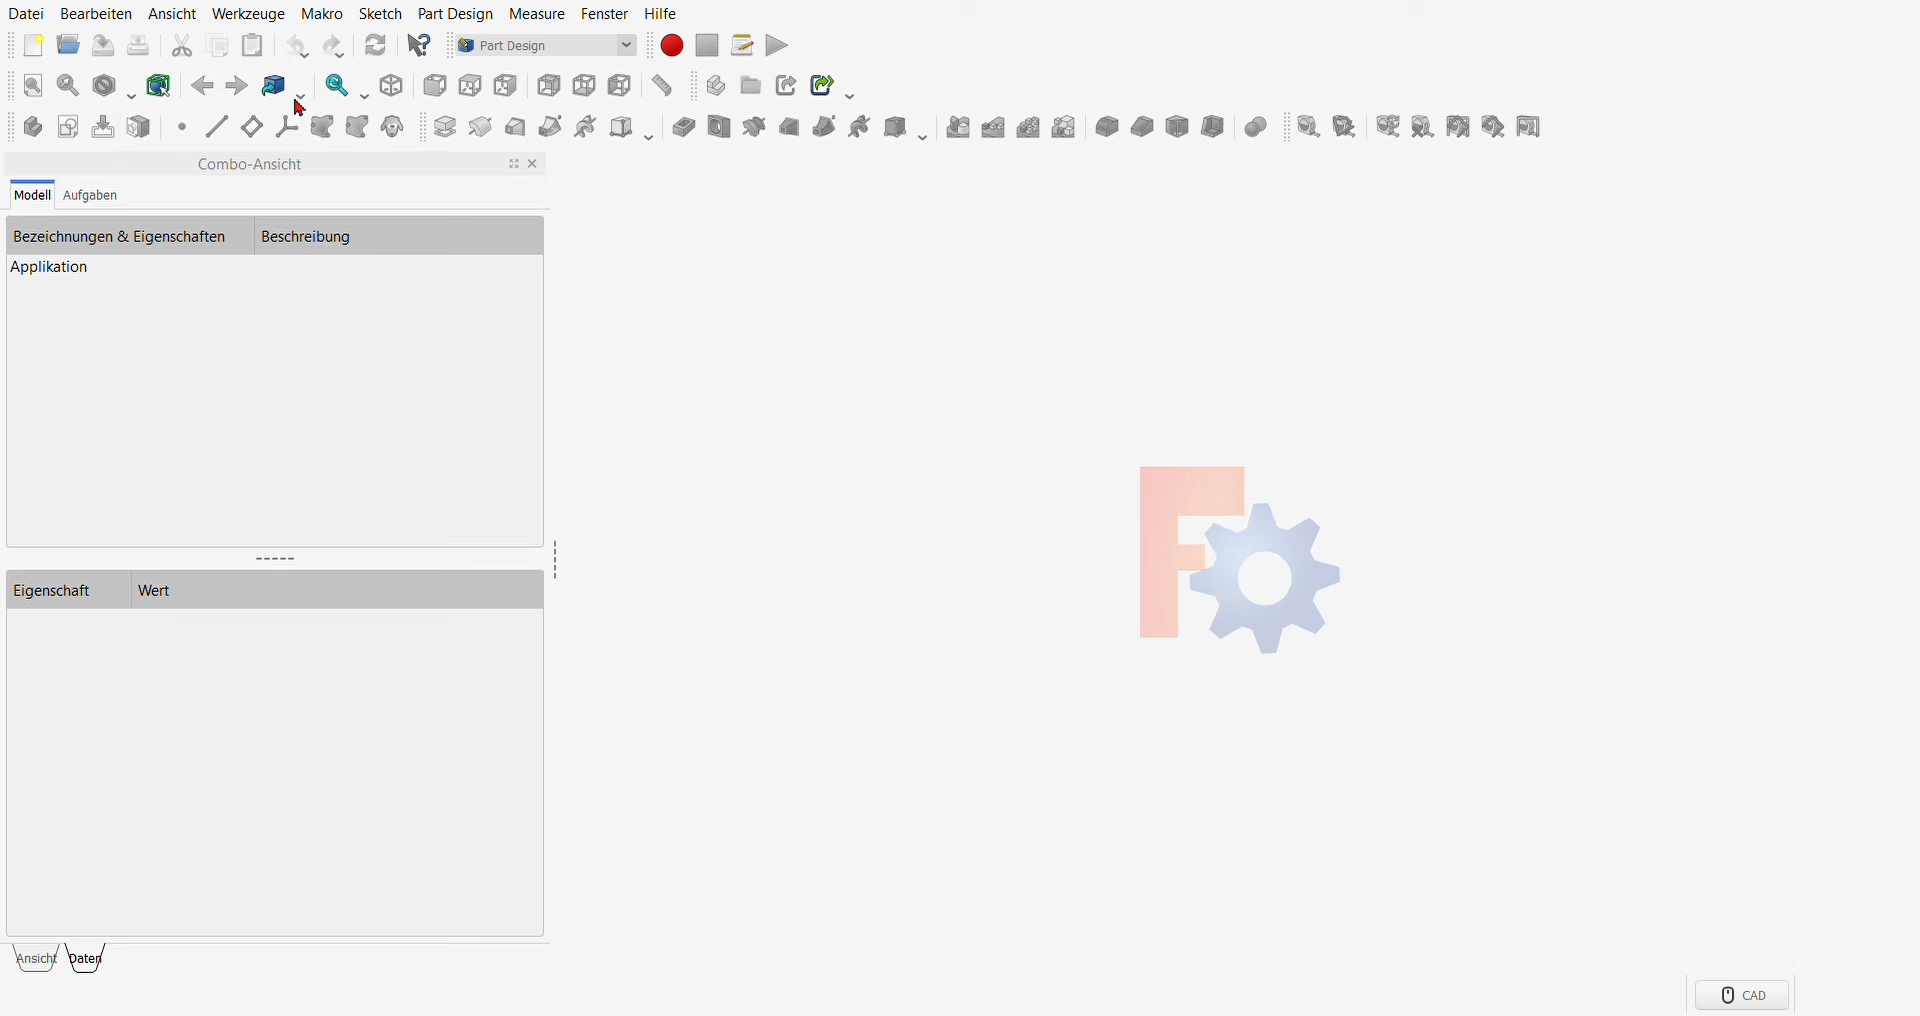 Datei Bearbeiten Ansicht Werkzeuge Makro Sketch Part Design Measure Fenster Hilfe
Part Design
Combo-Ansicht
Modell Aufgaben
Bezeichnungen & Eigenschaften Beschreibung
Applikation
Eigenschaft Wert
Ansicht Daten
CAD